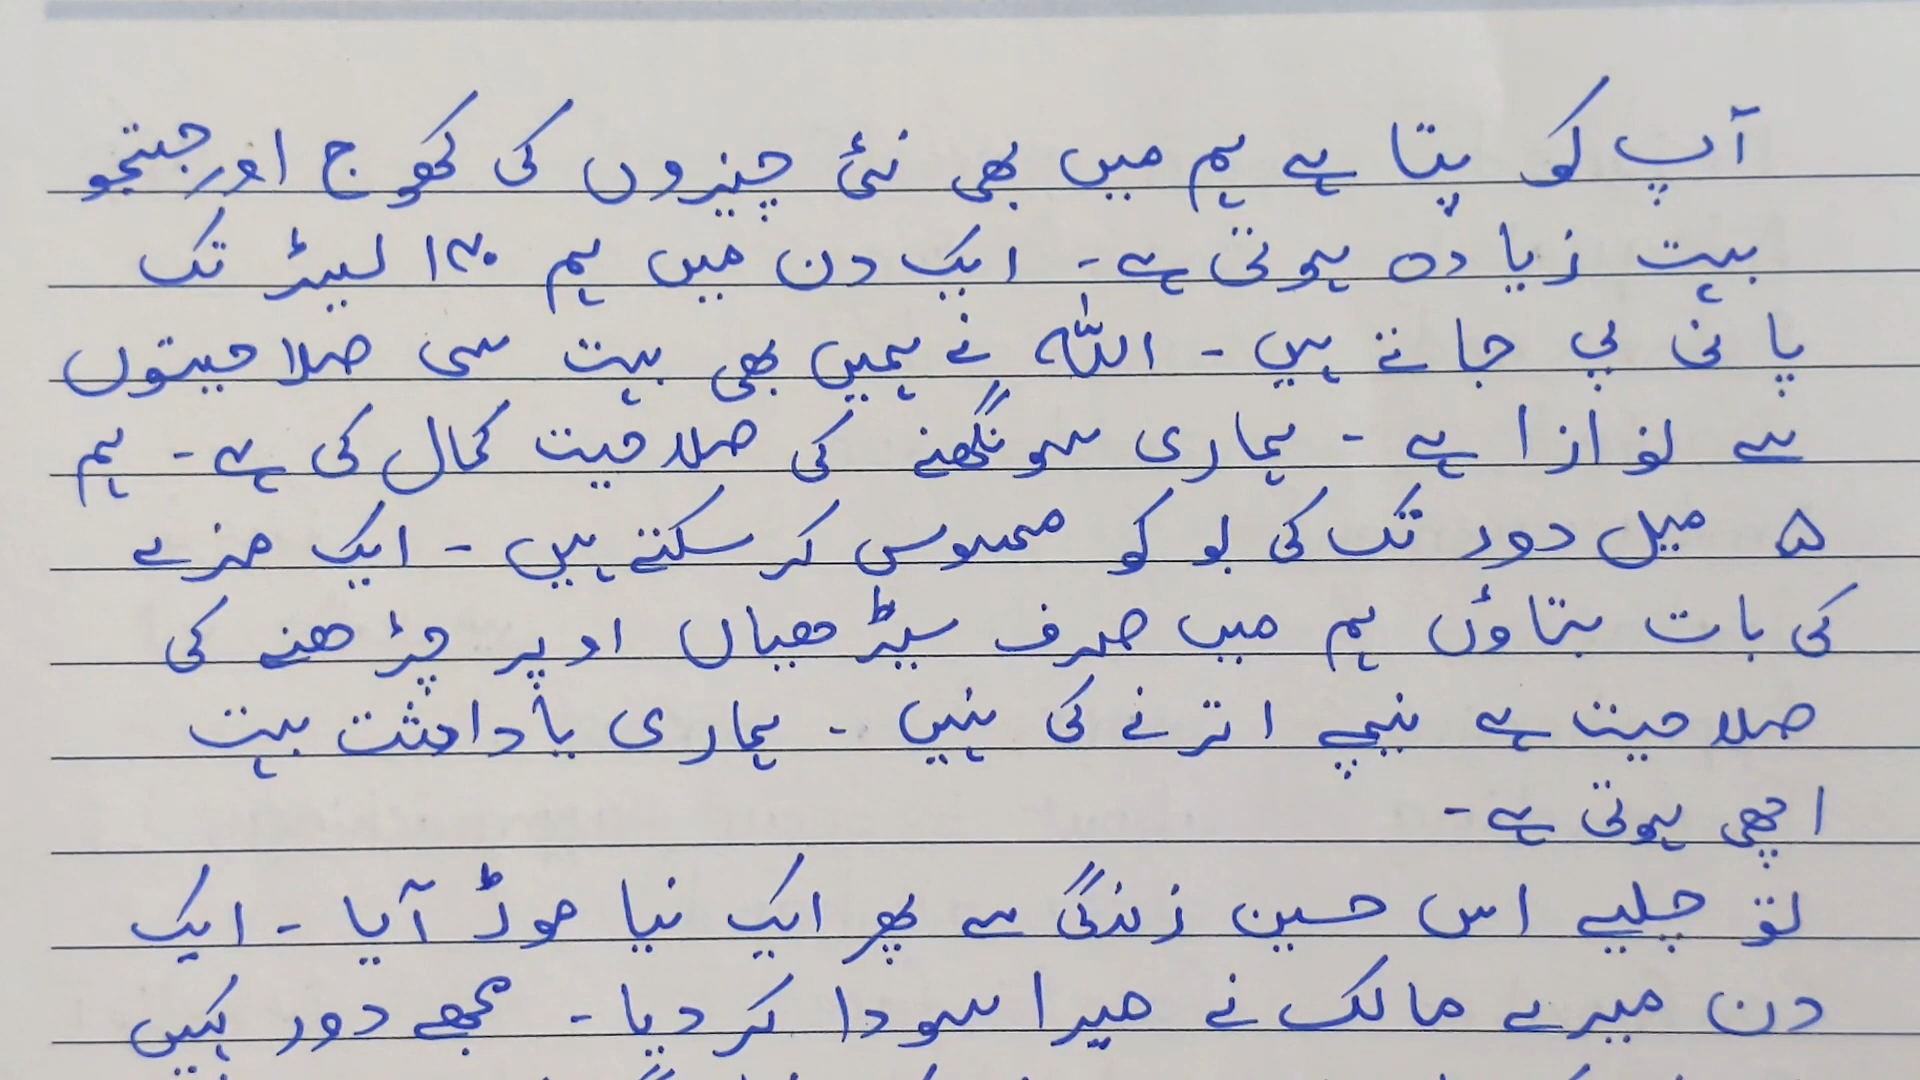 آپ کو پتا ہے ہم میں بھی نئی چیزوں کی کھوج اور جستجو
بہت زیادہ ہوتی ہے۔ ایک دن میں ہم ۱۴۰ لیٹر تک
پانی پی جاتے ہیں۔ اللہ نے ہمیں بھی بہت سی صلاحیتوں
سے نوازا ہے۔ ہماری سونگھنے کی صلاحیت کمال کی ہے۔ ہم
۵ میل دور تک کی بو کو محسوس کر سکتے ہیں۔ ایک مزے
کی بات بتاؤں ہم میں صرف سیڑھیاں اوپر چڑھنے کی
صلاحیت ہے نیچے اترنے کی نہیں۔ ہماری یاداشت بہت
اچھی ہوتی ہے۔
تو چلیے اس حسین زندگی سے پھر ایک نیا موڑ آیا۔ ایک
دن میرے مالک نے میرا سودا کر دیا۔ مجھے دور کہیں